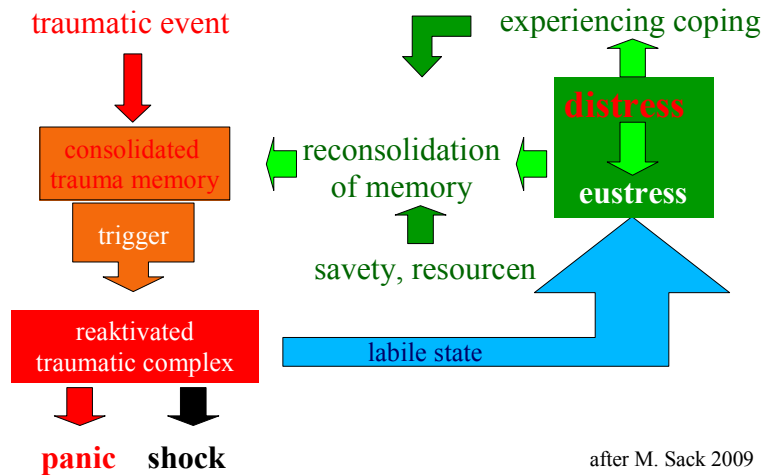 traumatic event
experiencing coping
distress
consolidated
trauma memory
reconsolidation
of memory
eustress
trigger
savety, resourcen
reaktivated
traumatic complex
labile state
panic
shock
after M. Sack 2009